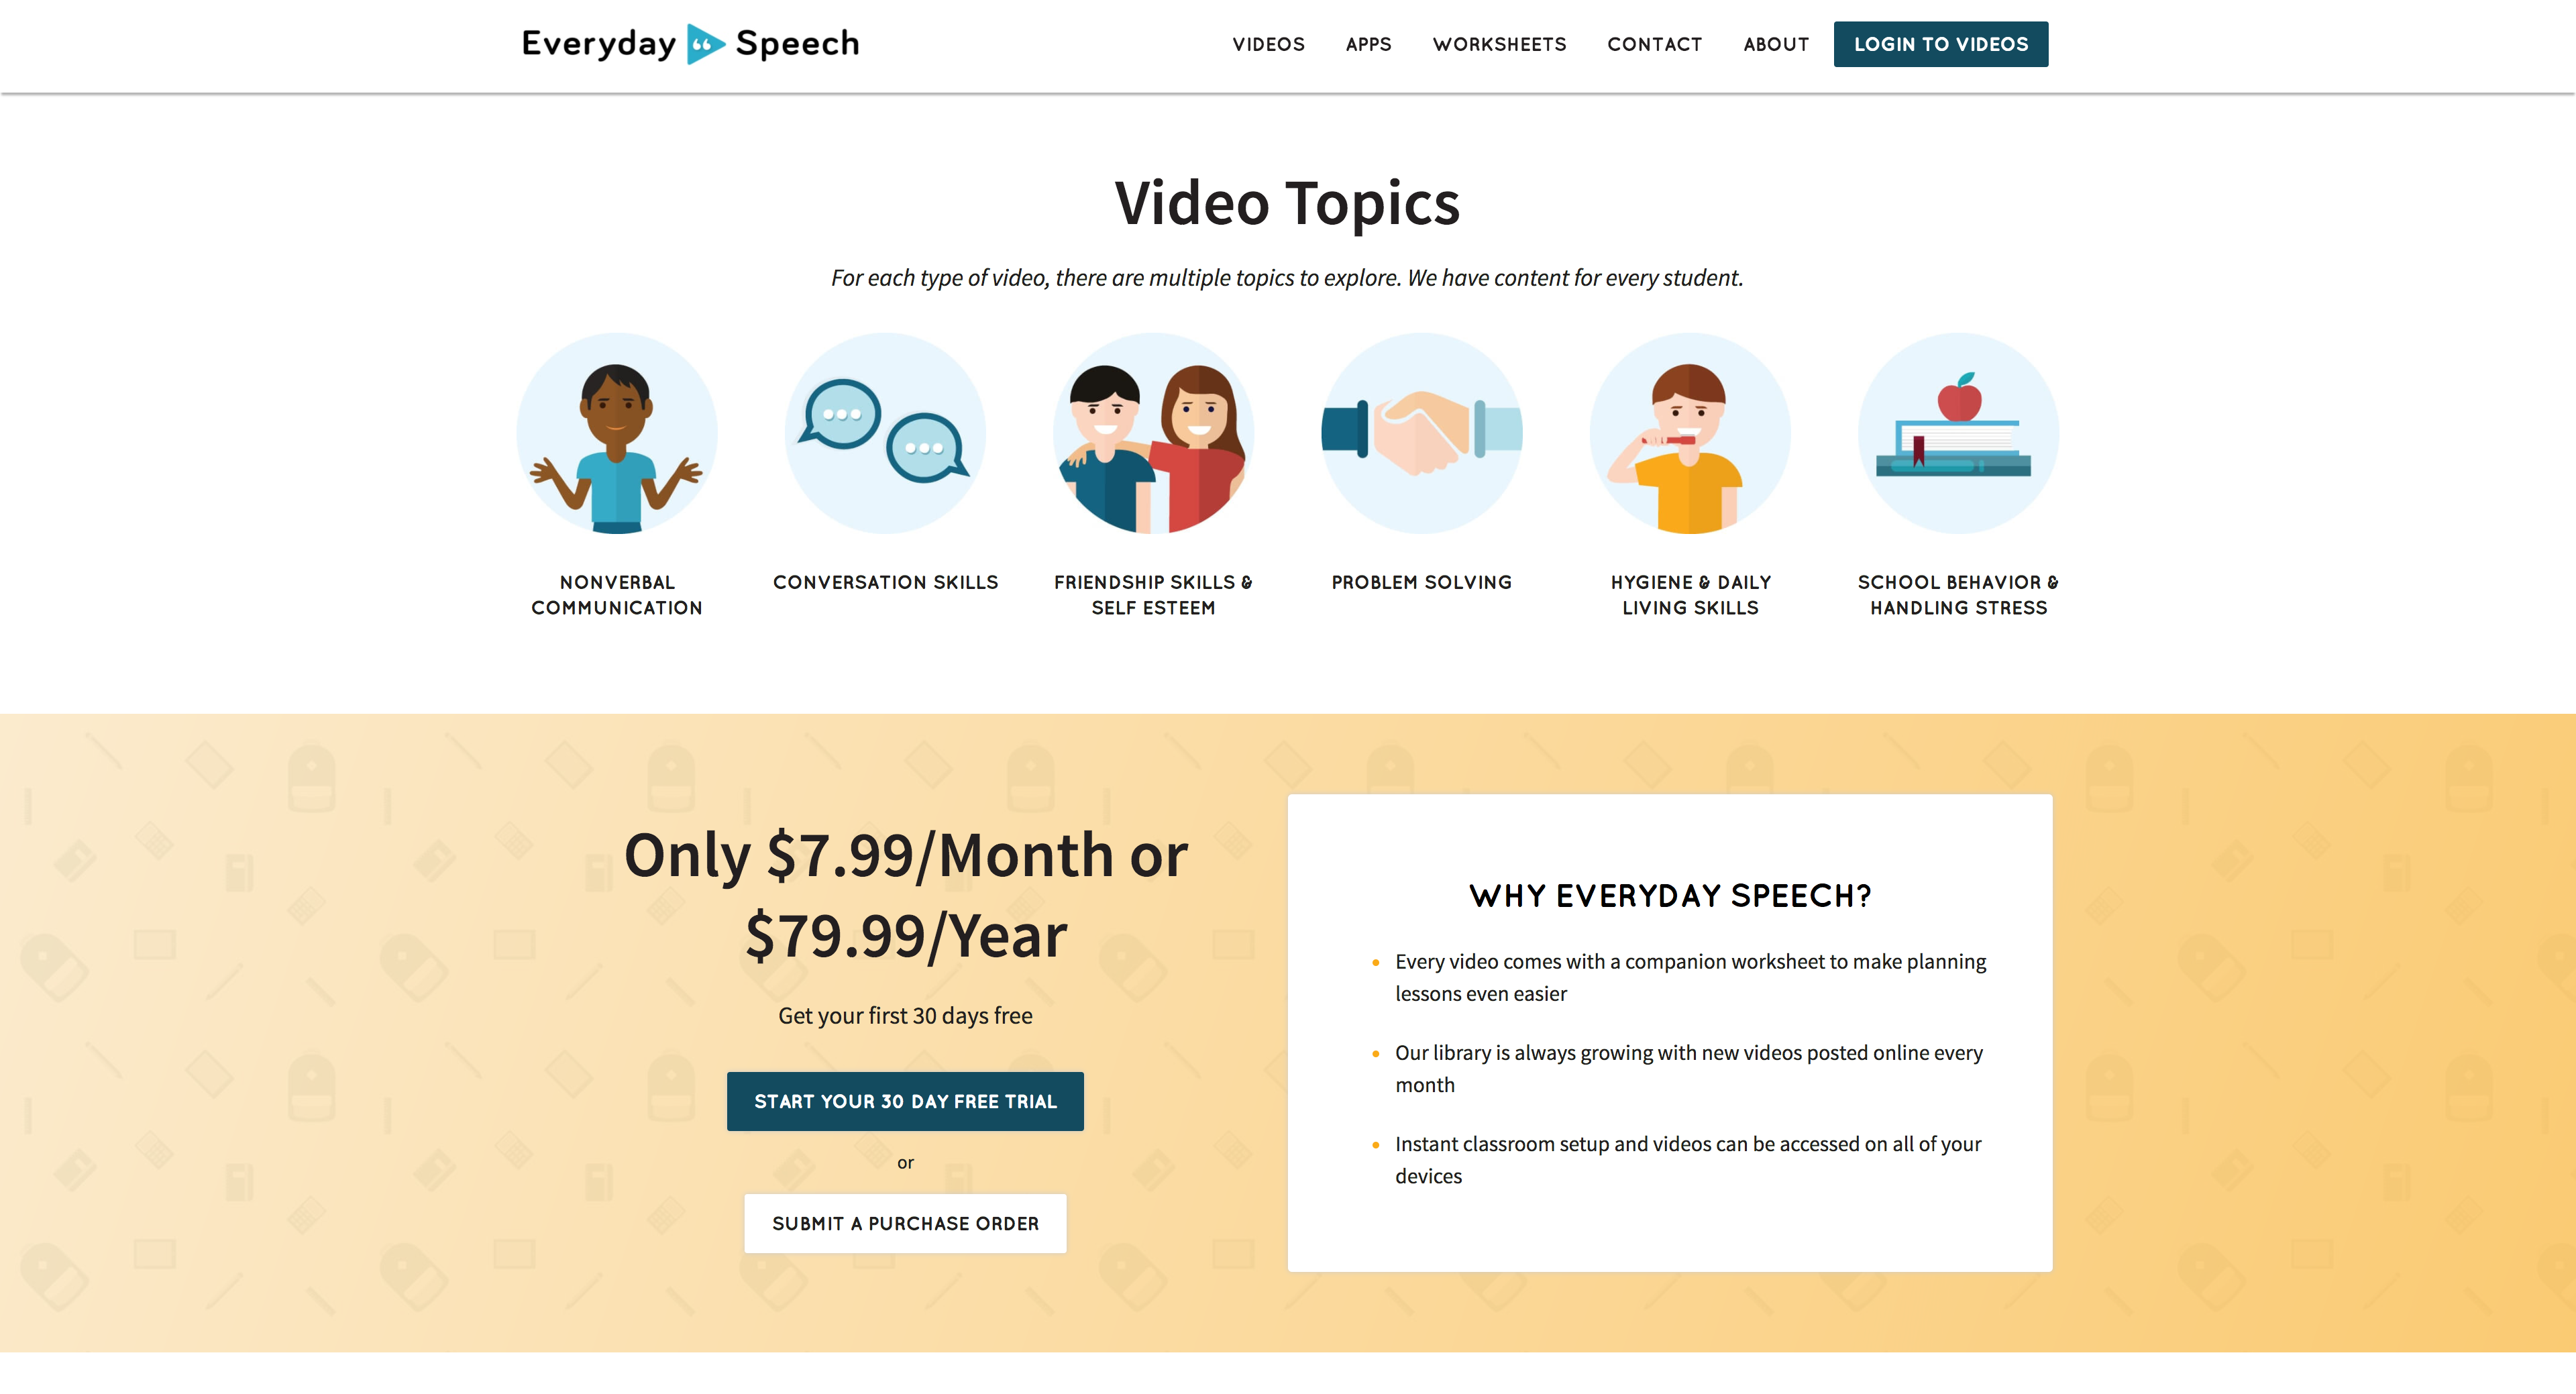 Everyday Speech
VIDEOS APPS WORKSHEETS CONTACT ABOUT LOGIN TO VIDEOS
Video Topics
For each type of video, there are multiple topics to explore. We have content for every student.
NONVERBAL
COMMUNICATION
CONVERSATION SKILLS
FRIENDSHIP SKILLS &
SELF ESTEEM
PROBLEM SOLVING
HYGIENE & DAILY
LIVING SKILLS
SCHOOL BEHAVIOR &
HANDLING STRESS
Only $7.99/Month or
$79.99/Year
Get your first 30 days free
START YOUR 30 DAY FREE TRIAL
or
SUBMIT A PURCHASE ORDER
WHY EVERYDAY SPEECH?
Every video comes with a companion worksheet to make planning
lessons even easier
Our library is always growing with new videos posted online every
month
Instant classroom setup and videos can be accessed on all of your
devices